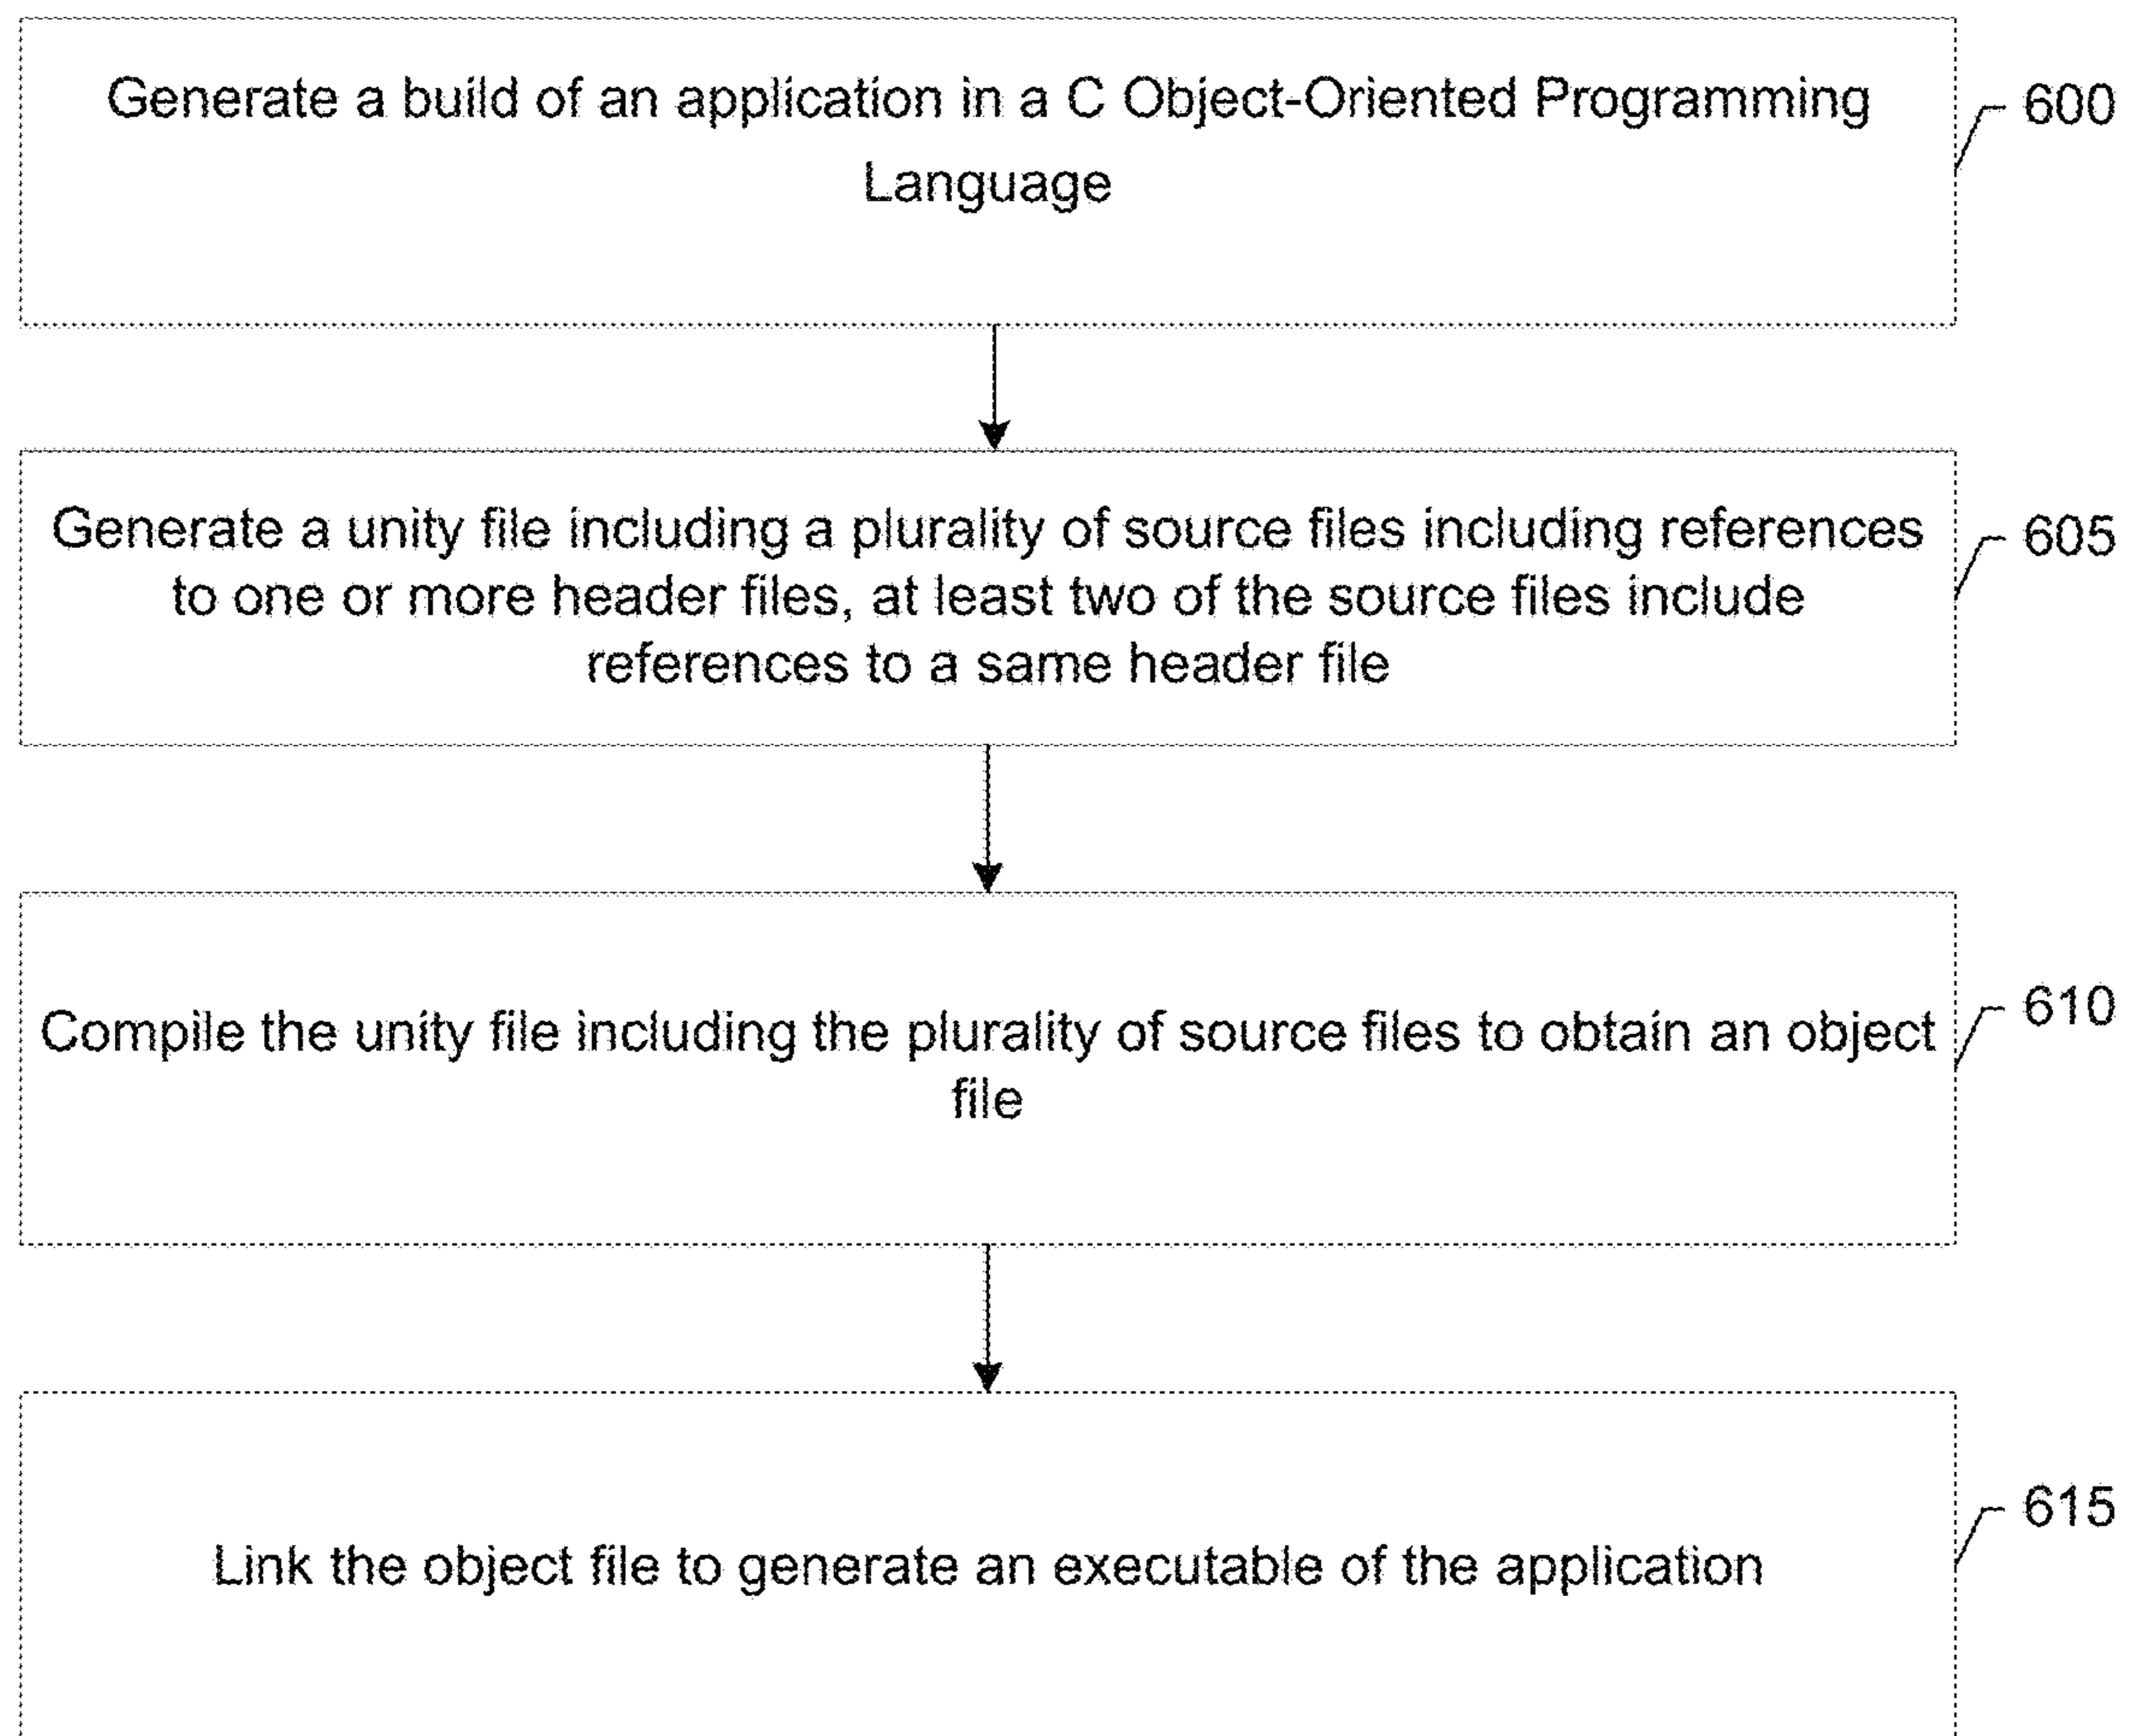 Generate a build of an application in a C Object-Oriented Programming
Language
600
Generate a unity file including a plurality of source files including references
to one or more header files, at least two of the source files include
references to a same header file
605
Compile the unity file including the plurality of source files to obtain an object
file
610
Link the object file to generate an executable of the application
615